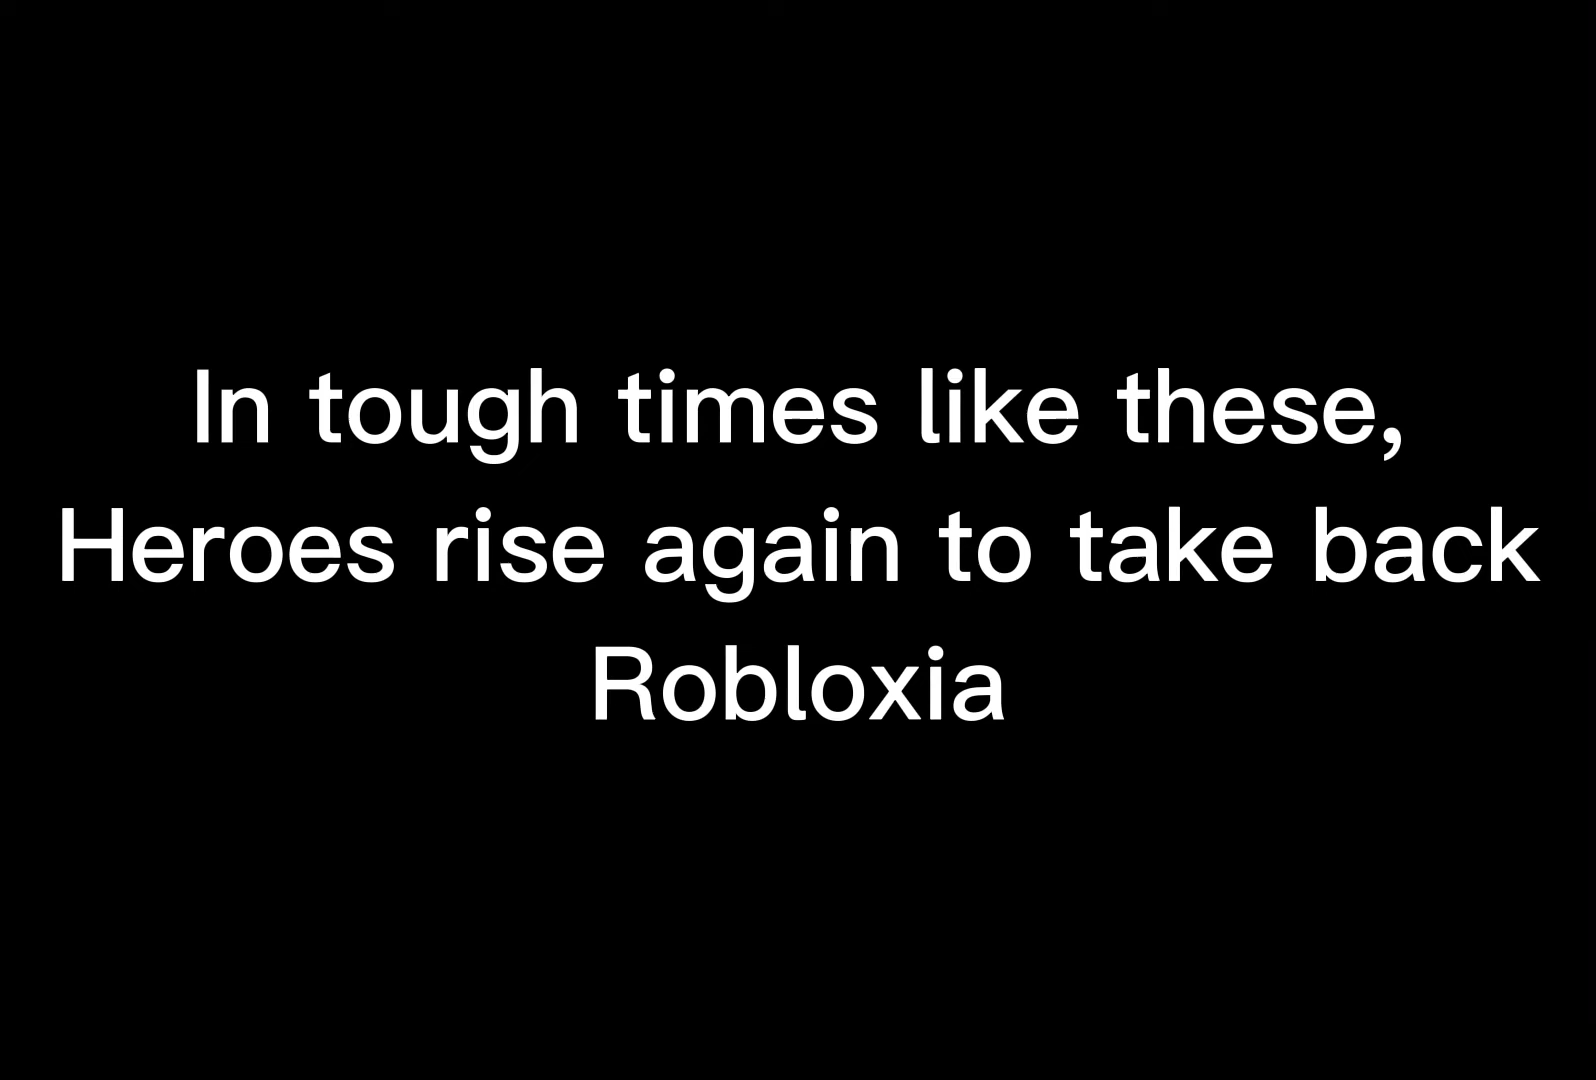 In tough times like these,
Heroes rise again to take back
Robloxia